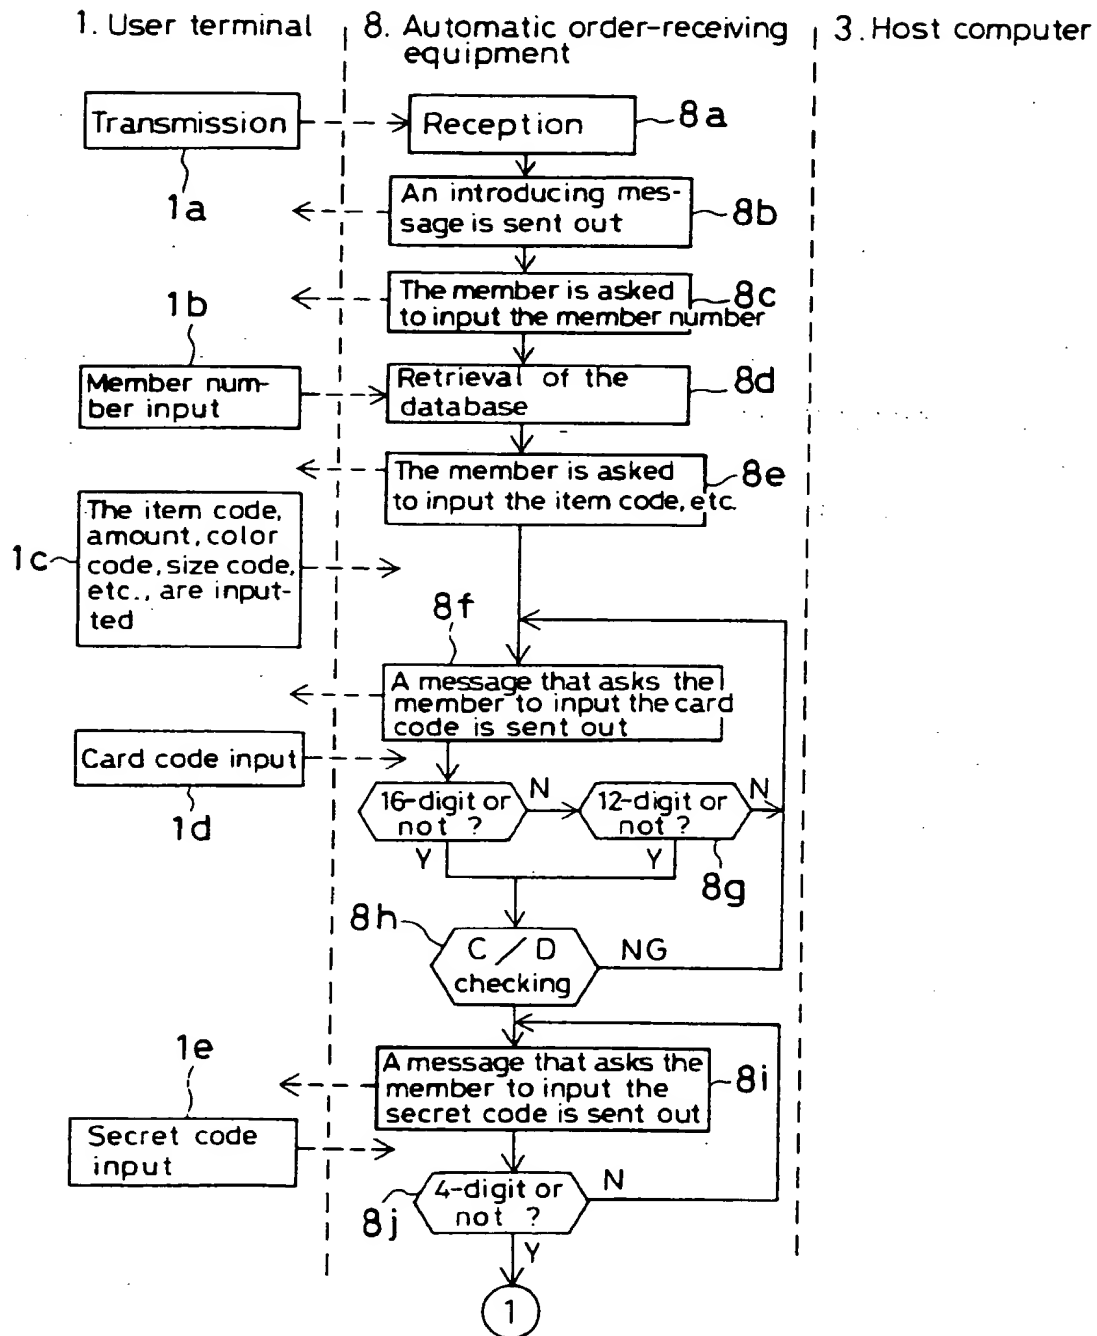 1. User terminal
8. Automatic order-receiving
equipment
3. Host computer
Transmission
1a
Reception
8a
An introducing mes-
sage is sent out
8b
The member is asked
to input the member number
8c
1b
Member num-
ber input
Retrieval of the
database
8d
The member is asked
to input the item code, etc.
8e
The item code,
amount, color
code, size code,
etc., are input-
ted
1c
8f
A message that asks the
member to input the card
code is sent out
Card code input
1d
16-digit or
not ?
N
12-digit or
not ?
N
Y
Y
8g
8h
C / D
checking
NG
1e
A message that asks the
member to input the
secret code is sent out
8i
Secret code
input
4-digit or
not ?
N
8j
Y
1